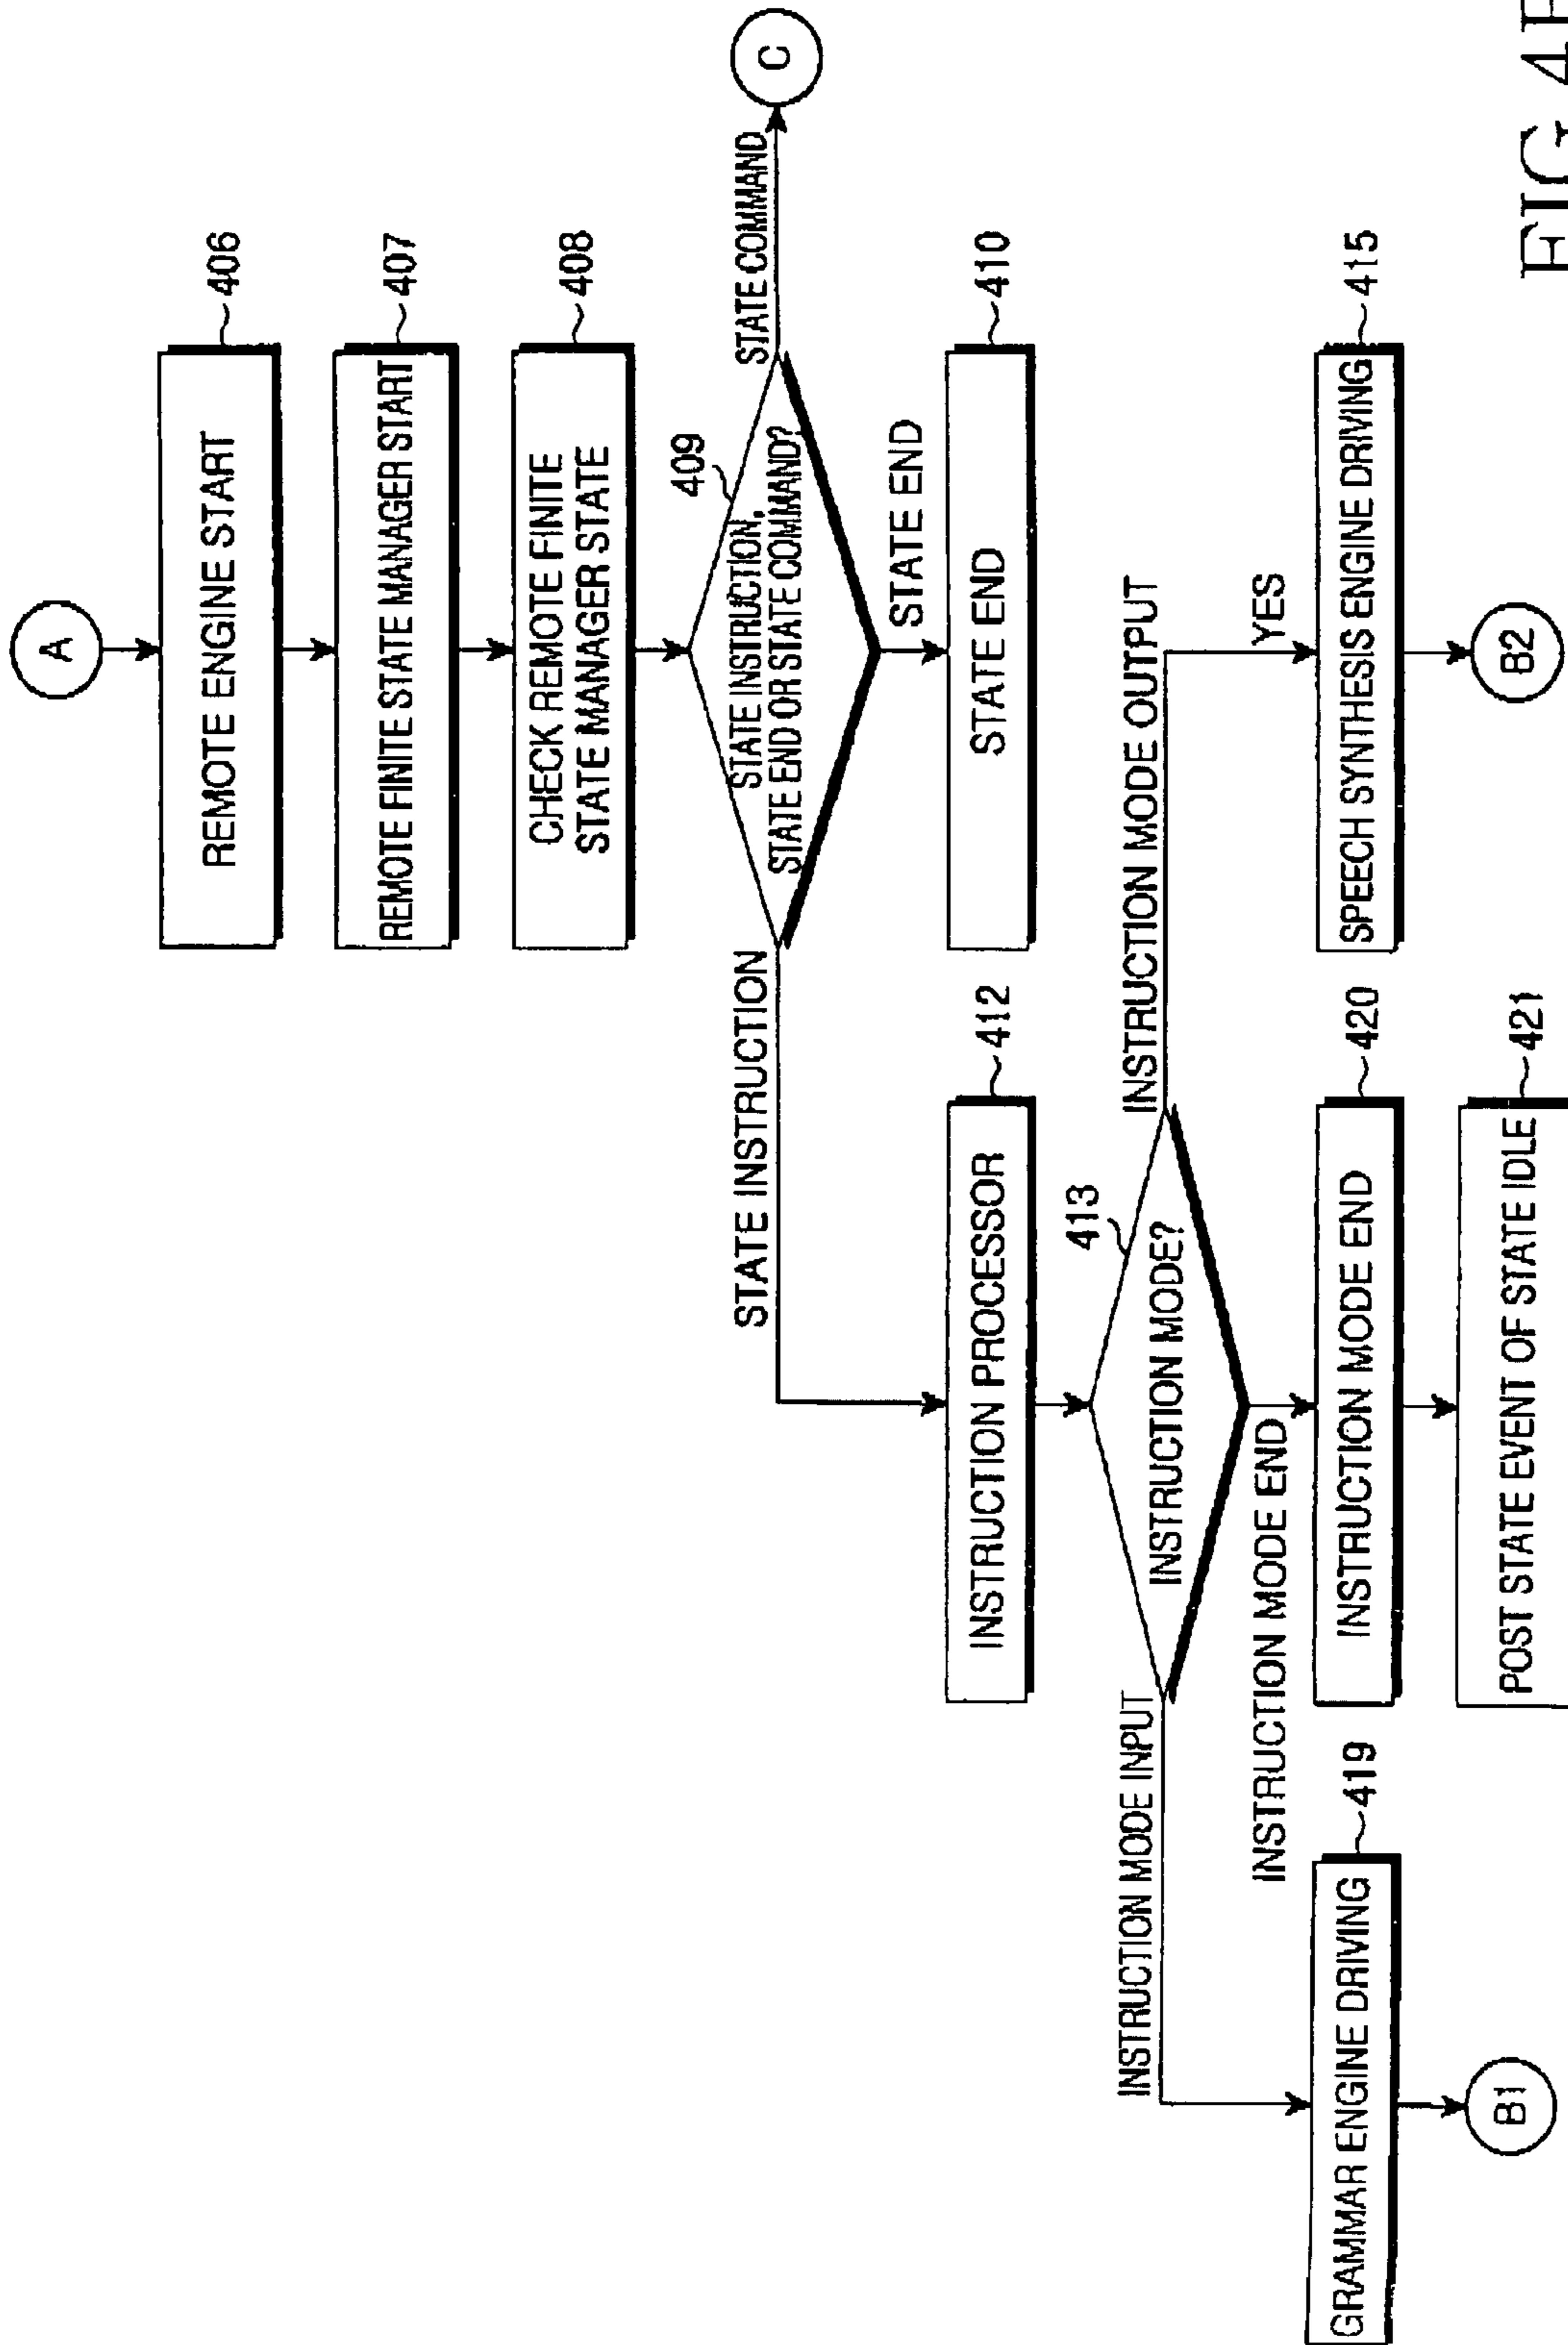 A
REMOTE ENGINE START
406
REMOTE FINITE STATE MANAGER START
407
CHECK REMOTE FINITE
STATE MANAGER STATE
408
409
STATE INSTRUCTION,
STATE END OR STATE COMMAND?
STATE COMMAND
C
STATE INSTRUCTION
STATE END
STATE END
410
INSTRUCTION PROCESSOR
412
413
INSTRUCTION MODE?
INSTRUCTION MODE INPUT
INSTRUCTION MODE OUTPUT
INSTRUCTION MODE END
YES
GRAMMAR ENGINE DRIVING
419
INSTRUCTION MODE END
420
SPEECH SYNTHESIS ENGINE DRIVING
415
B1
POST STATE EVENT OF STATE IDLE
421
B2